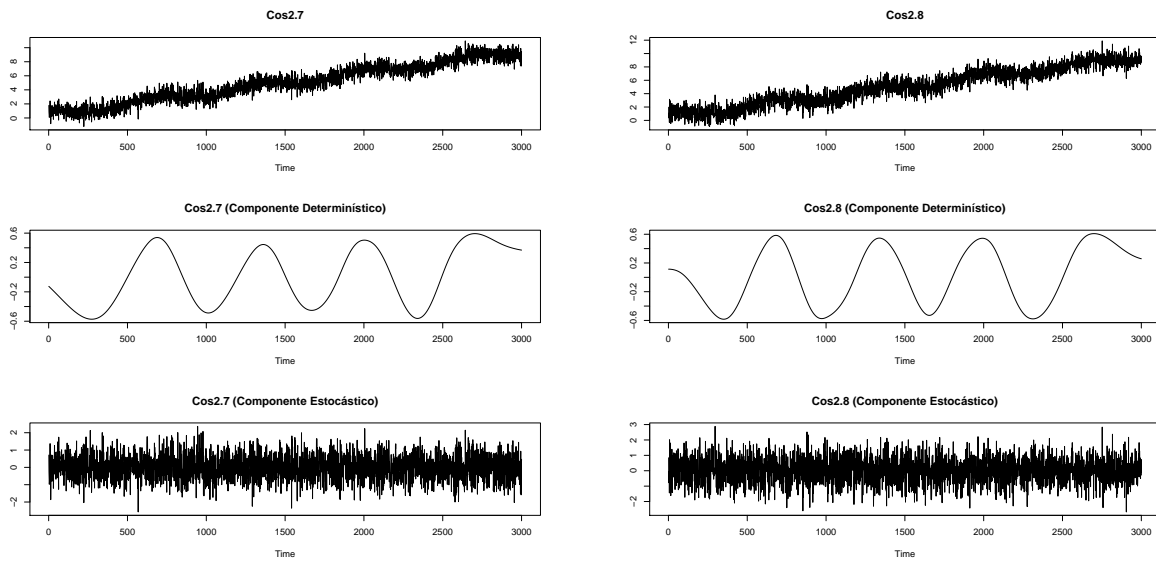 Cos2.7
0 2 4 6 8
0 500 1000 1500 2000 2500 3000
Time
Cos2.7 (Componente Determinístico)
−0.6 −0.2 0.2 0.6
0 500 1000 1500 2000 2500 3000
Time
Cos2.7 (Componente Estocástico)
−2 0 1 2
0 500 1000 1500 2000 2500 3000
Time
Cos2.8
0 2 4 6 8 12
0 500 1000 1500 2000 2500 3000
Time
Cos2.8 (Componente Determinístico)
−0.6 −0.2 0.2 0.6
0 500 1000 1500 2000 2500 3000
Time
Cos2.8 (Componente Estocástico)
−2 0 1 2 3
0 500 1000 1500 2000 2500 3000
Time